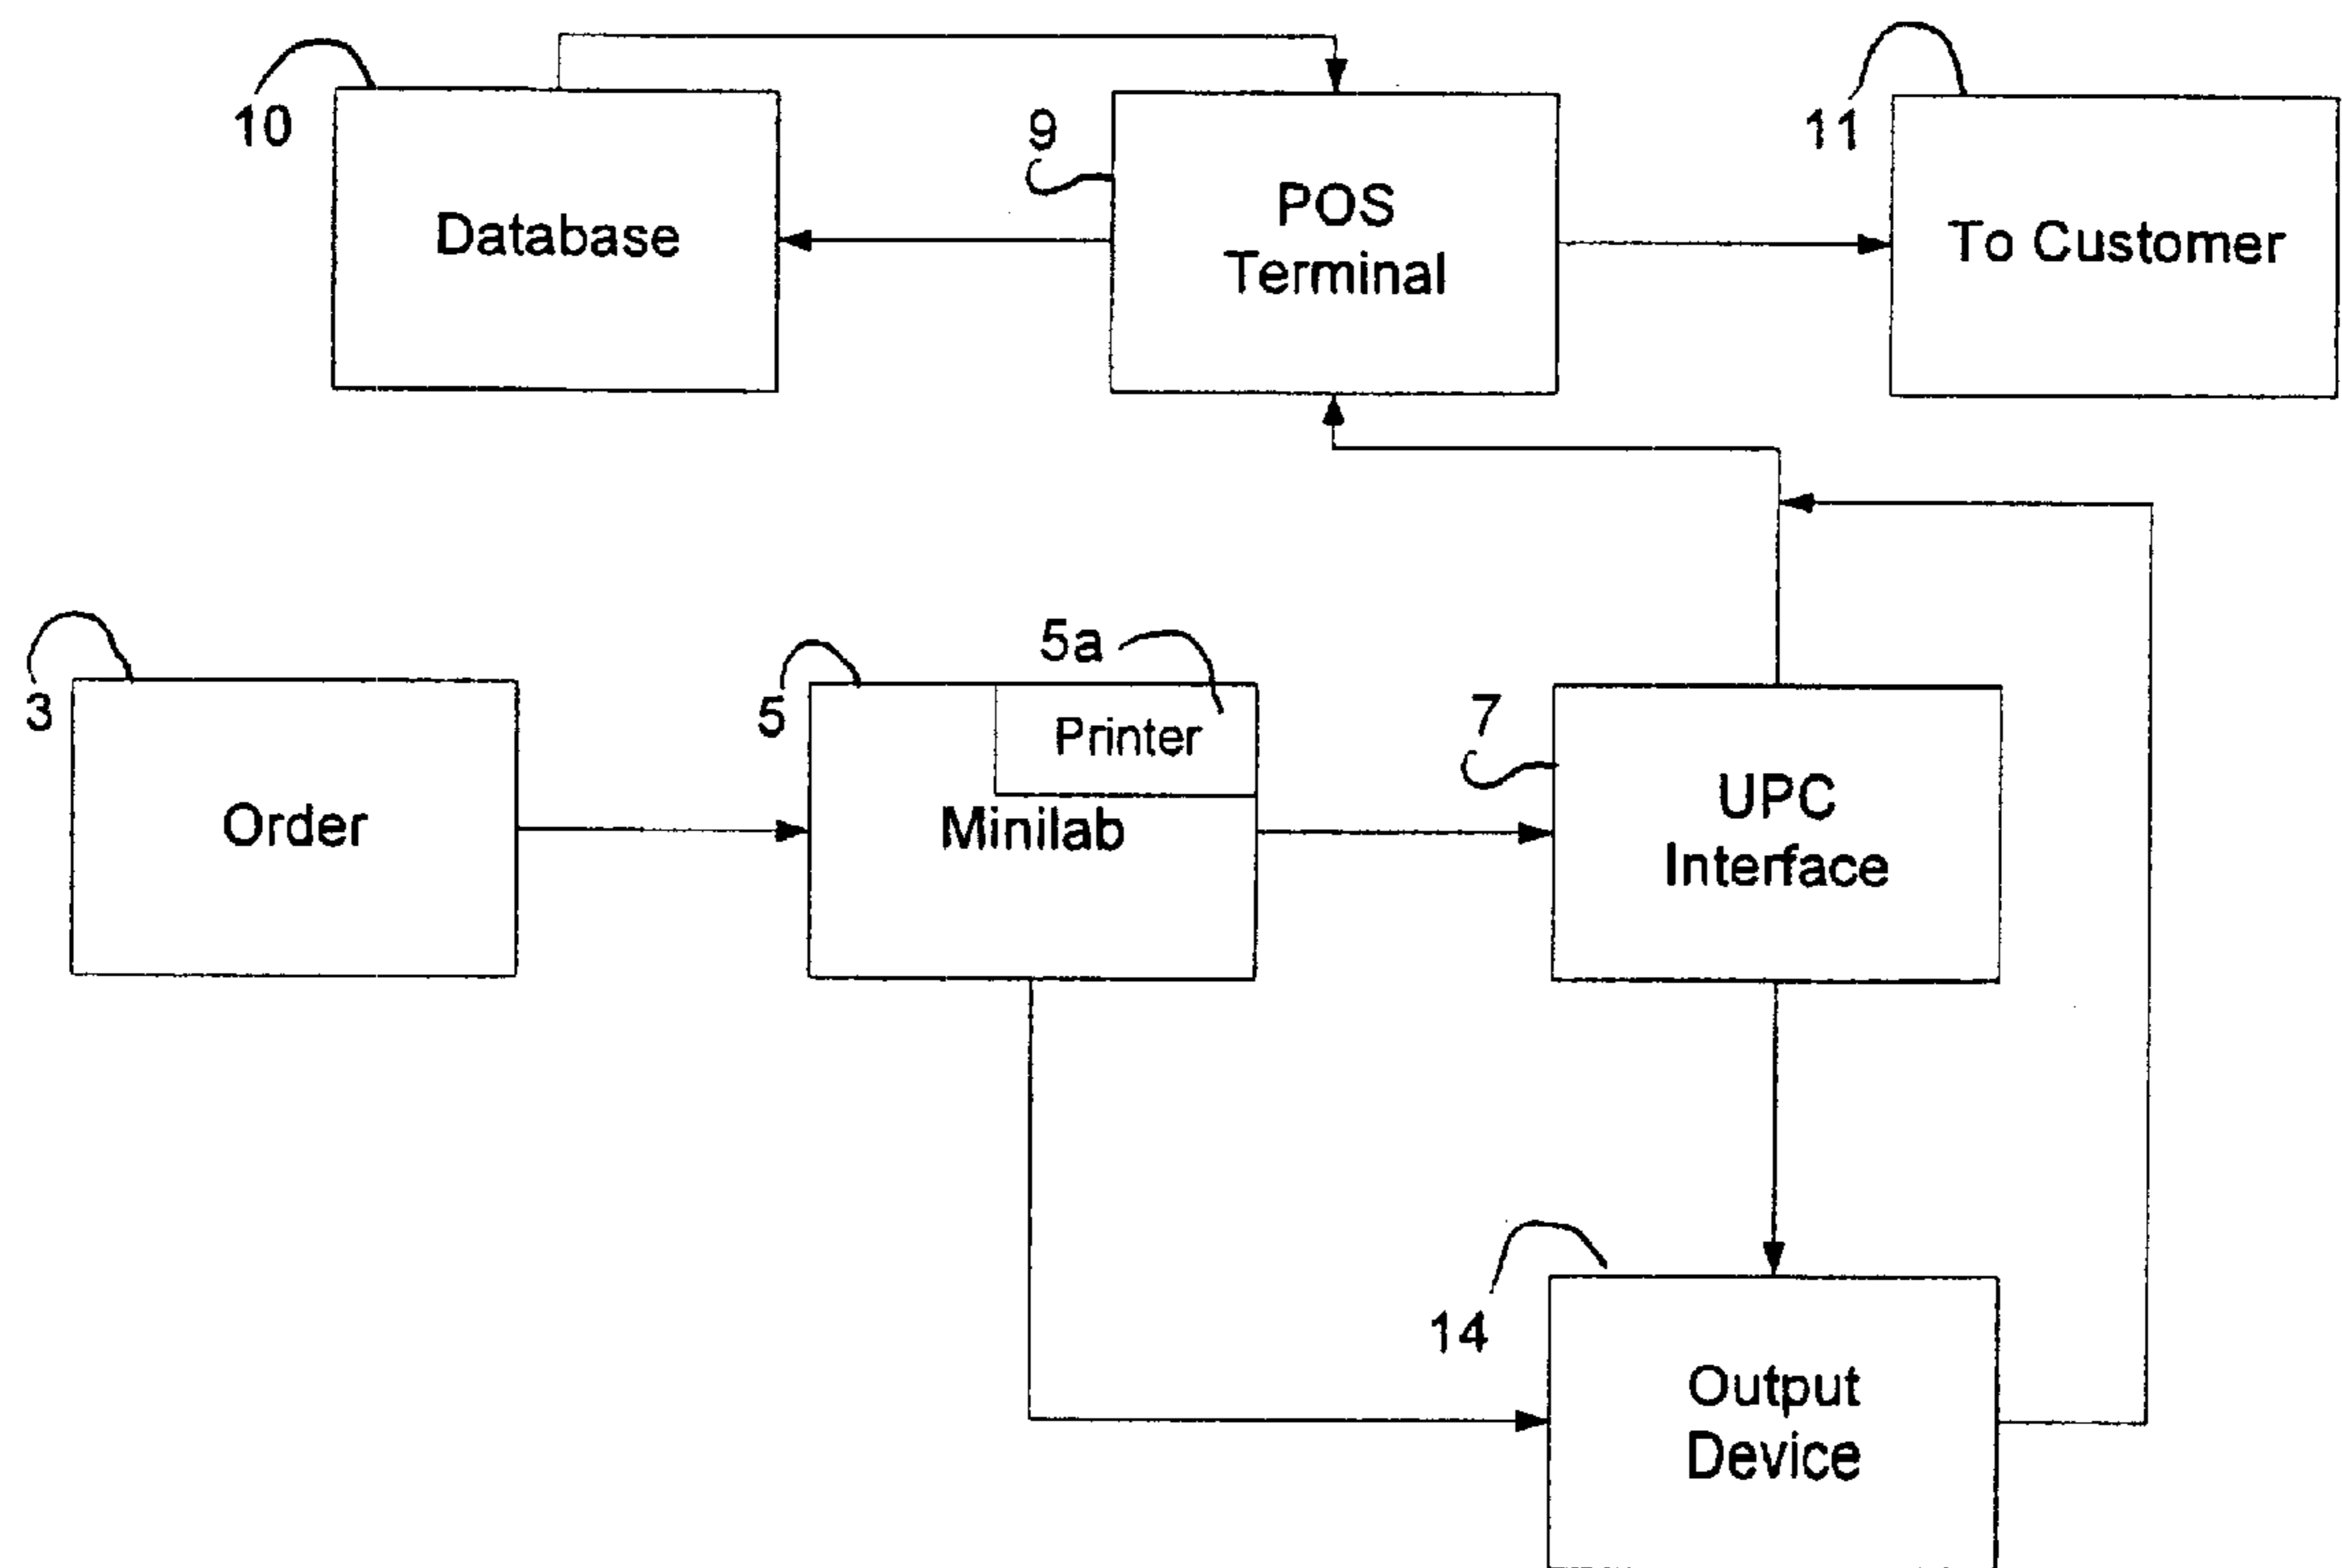 10
Database
9
POS
Terminal
11
To Customer
3
Order
5
5a
Printer
Minilab
7
UPC
Interface
14
Output
Device